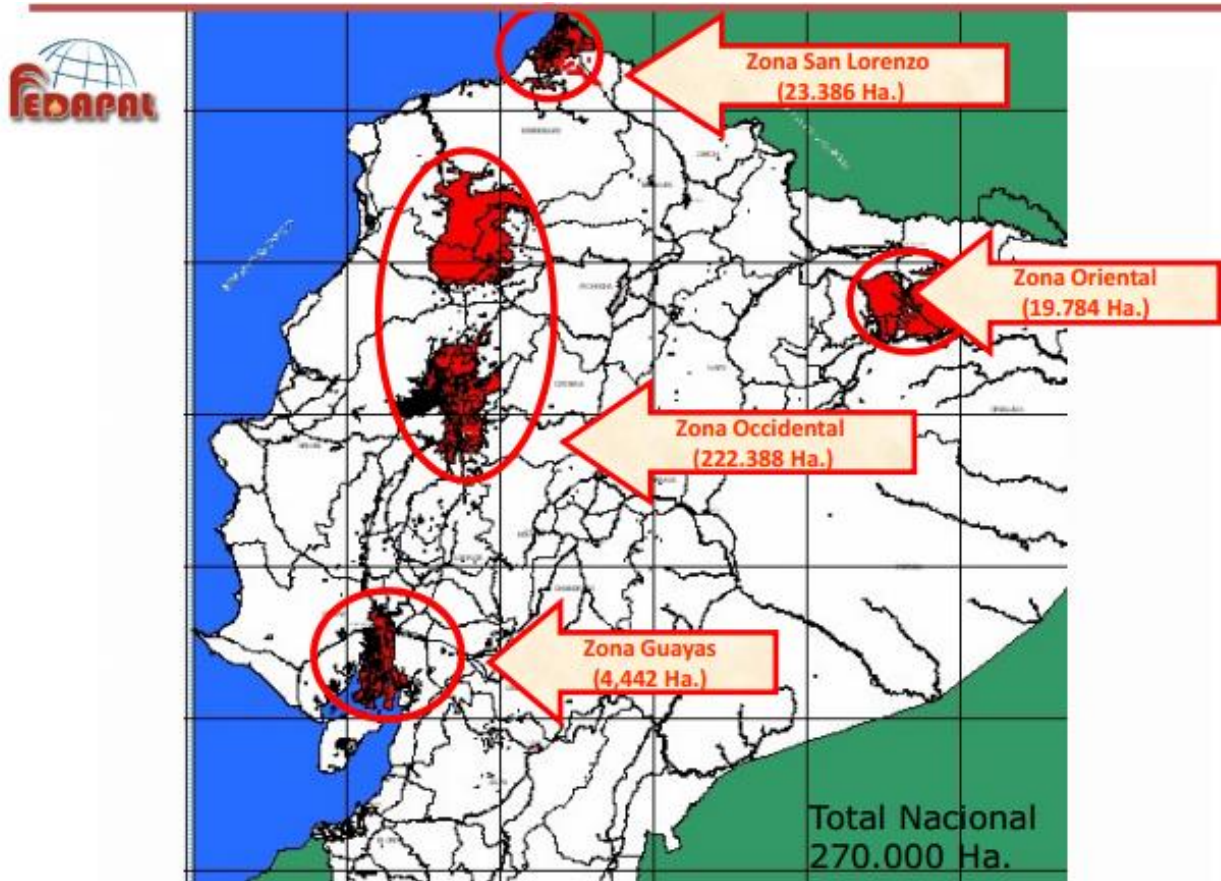 FEDAPAL
Zona San Lorenzo
(23.386 Ha.)
Zona Oriental
(19.784 Ha.)
Zona Occidental
(222.388 Ha.)
Zona Guayas
(4,442 Ha.)
Total Nacional
270.000 Ha.